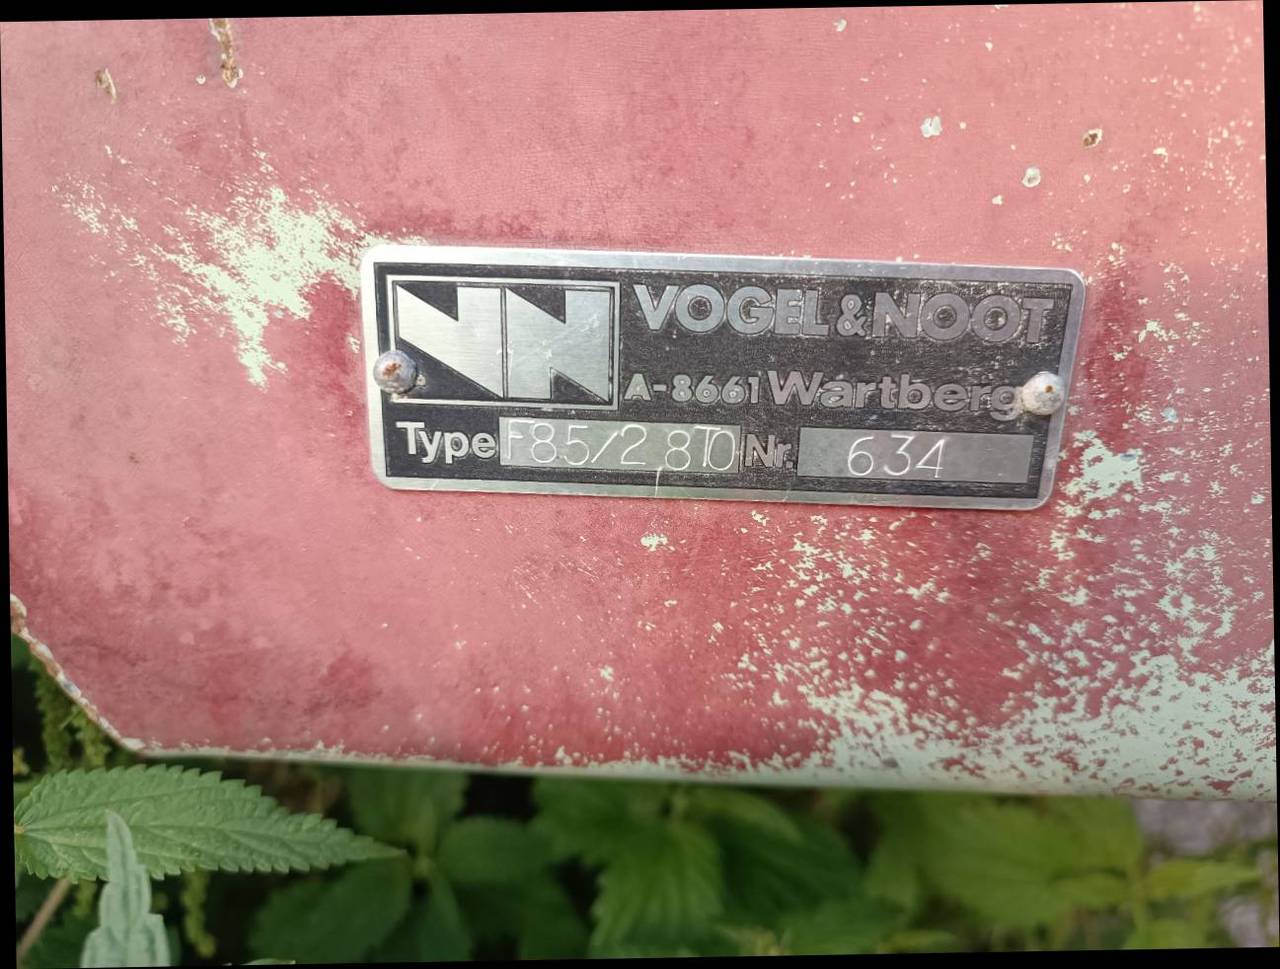 VOGEL&NOOT
A-8661 Wartberg
Type F85/2,8TO Nr. 634